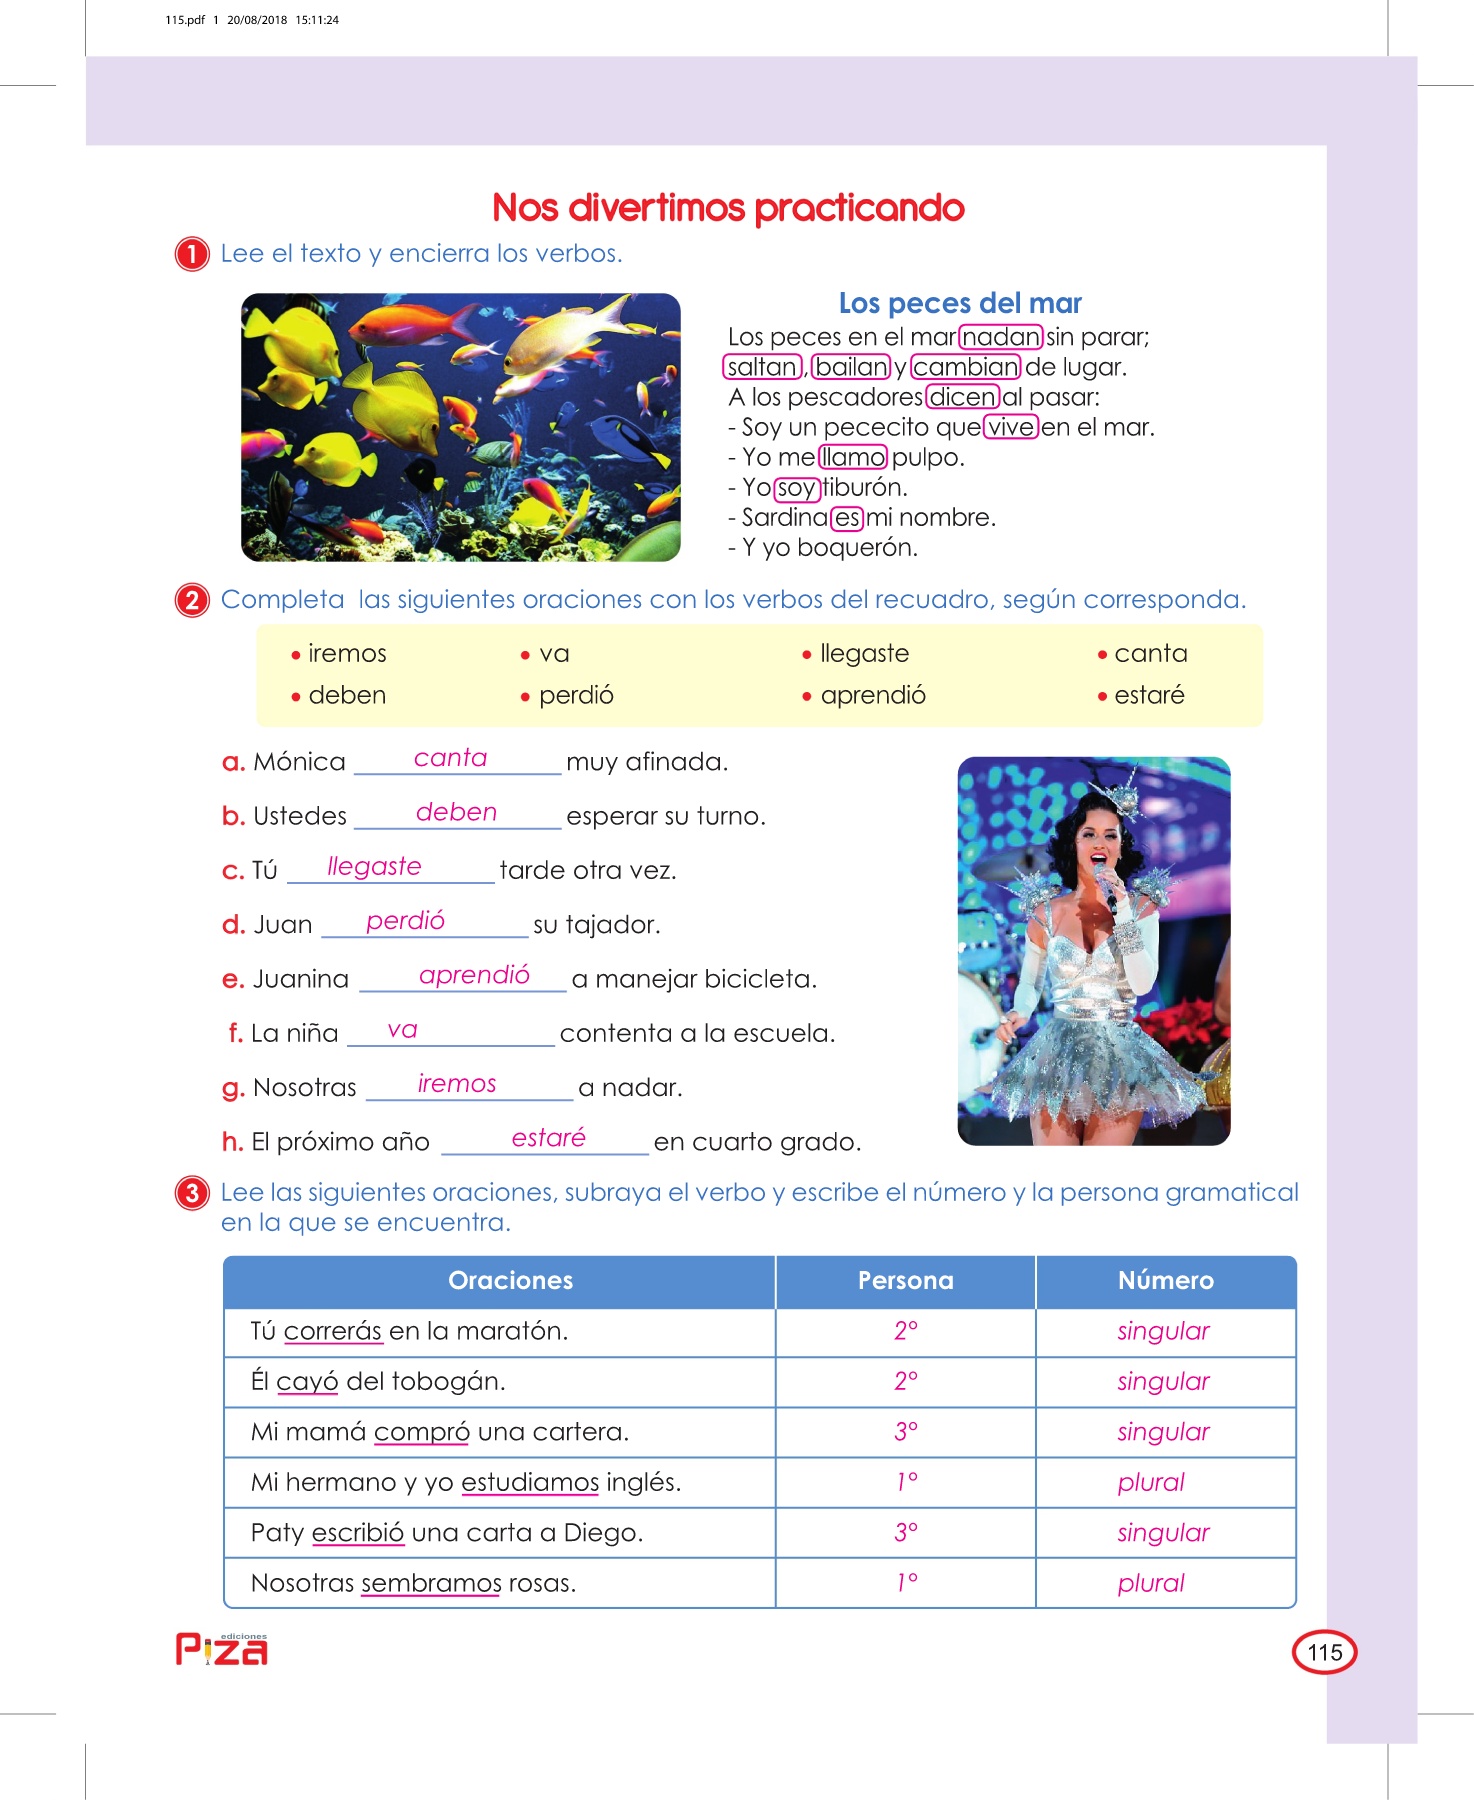 115.pdf 1 20/08/2018 15:11:24
Nos divertimos practicando
1 Lee el texto y encierra los verbos.
Los peces del mar
Los peces en el mar nadan sin parar;
saltan, bailan y cambian de lugar.
A los pescadores dicen al pasar:
- Soy un pececito que vive en el mar.
- Yo me llamo pulpo.
- Yo soy tiburón.
- Sardina es mi nombre.
- Y yo boquerón.
2 Completa las siguientes oraciones con los verbos del recuadro, según corresponda.
• iremos • va • llegaste • canta
• deben • perdió • aprendió • estaré
a. Mónica canta muy afinada.
b. Ustedes deben esperar su turno.
c. Tú llegaste tarde otra vez.
d. Juan perdió su tajador.
e. Juanina aprendió a manejar bicicleta.
f. La niña va contenta a la escuela.
g. Nosotras iremos a nadar.
h. El próximo año estaré en cuarto grado.
3 Lee las siguientes oraciones, subraya el verbo y escribe el número y la persona gramatical
en la que se encuentra.
Oraciones Persona Número
Tú correrás en la maratón. 2° singular
Él cayó del tobogán. 2° singular
Mi mamá compró una cartera. 3° singular
Mi hermano y yo estudiamos inglés. 1° plural
Paty escribió una carta a Diego. 3° singular
Nosotras sembramos rosas. 1° plural
ediciones
Piza
115